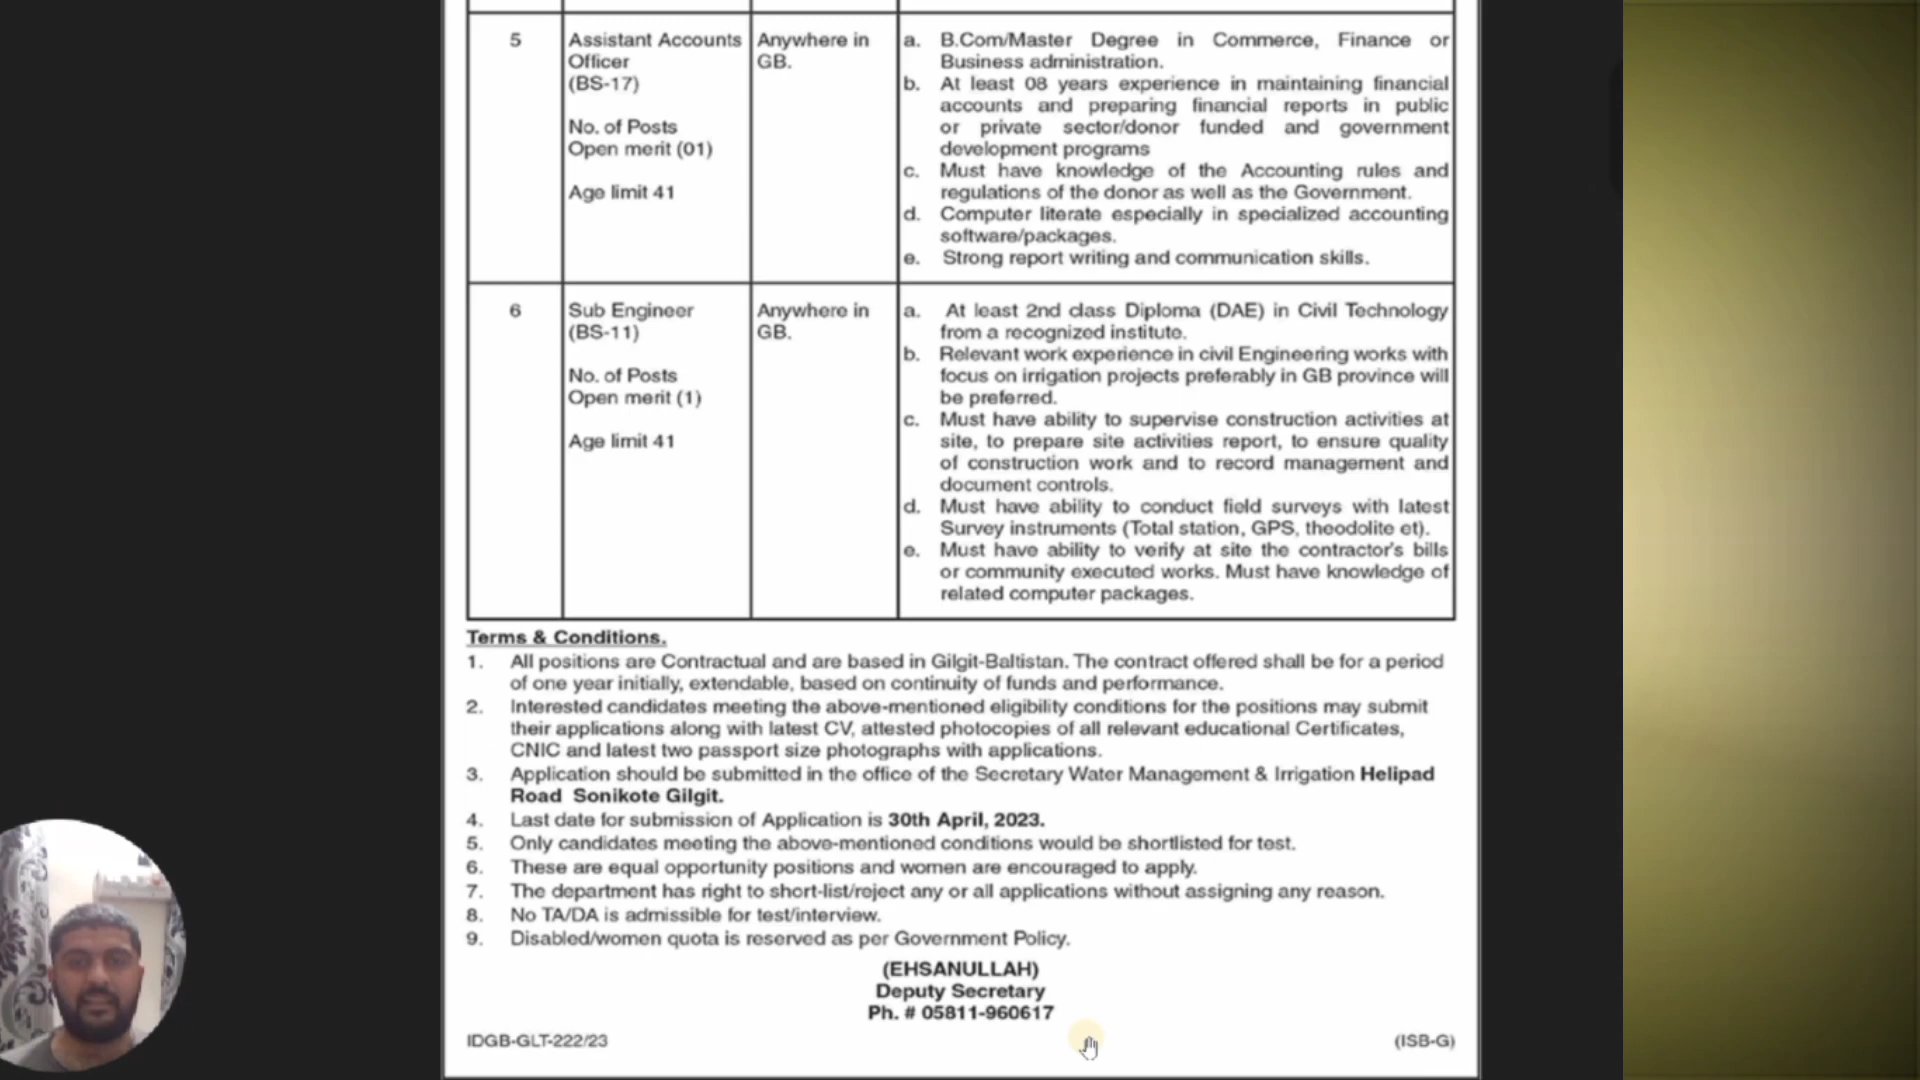 5
Assistant Accounts
Officer
(BS-17)
No. of Posts
Open merit (01)
Age limit 41
Anywhere in
GB.
a. B.Com/Master Degree in Commerce, Finance or
Business administration.
b. At least 08 years experience in maintaining financial
accounts and preparing financial reports in public
or private sector/donor funded and government
development programs
c. Must have knowledge of the Accounting rules and
regulations of the donor as well as the Government.
d. Computer literate especially in specialized accounting
software/packages.
e. Strong report writing and communication skills.
6
Sub Engineer
(BS-11)
No. of Posts
Open merit (1)
Age limit 41
Anywhere in
GB.
a. At least 2nd class Diploma (DAE) in Civil Technology
from a recognized institute.
b. Relevant work experience in civil Engineering works with
focus on irrigation projects preferably in GB province will
be preferred.
c. Must have ability to supervise construction activities at
site, to prepare site activities report, to ensure quality
of construction work and to record management and
document controls.
d. Must have ability to conduct field surveys with latest
Survey instruments (Total station, GPS, theodolite et).
e. Must have ability to verify at site the contractor's bills
or community executed works. Must have knowledge of
related computer packages.
Terms & Conditions.
1. All positions are Contractual and are based in Gilgit-Baltistan. The contract offered shall be for a period
of one year initially, extendable, based on continuity of funds and performance.
2. Interested candidates meeting the above-mentioned eligibility conditions for the positions may submit
their applications along with latest CV, attested photocopies of all relevant educational Certificates,
CNIC and latest two passport size photographs with applications.
3. Application should be submitted in the office of the Secretary Water Management & Irrigation Helipad
Road Sonikote Gilgit.
4. Last date for submission of Application is 30th April, 2023.
5. Only candidates meeting the above-mentioned conditions would be shortlisted for test.
6. These are equal opportunity positions and women are encouraged to apply.
7. The department has right to short-list/reject any or all applications without assigning any reason.
8. No TA/DA is admissible for test/interview.
9. Disabled/women quota is reserved as per Government Policy.
(EHSANULLAH)
Deputy Secretary
Ph. # 05811-960617
IDGB-GLT-222/23
(ISB-G)